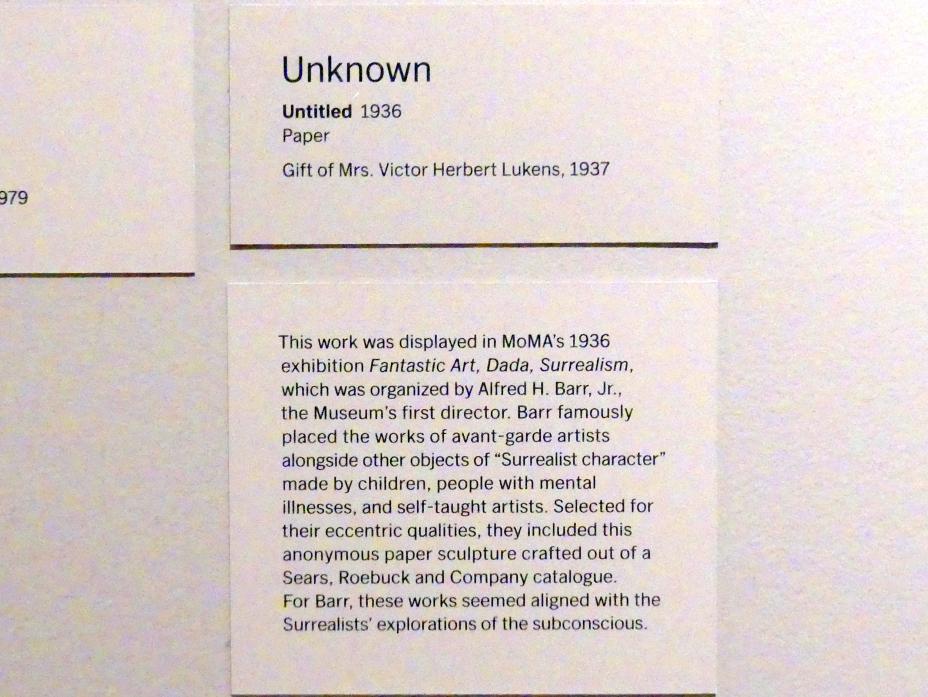 979
Unknown
Untitled 1936
Paper
Gift of Mrs. Victor Herbert Lukens, 1937
This work was displayed in MoMA's 1936
exhibition Fantastic Art, Dada, Surrealism,
which was organized by Alfred H. Barr, Jr.,
the Museum's first director. Barr famously
placed the works of avant-garde artists
alongside other objects of “Surrealist character”
made by children, people with mental
illnesses, and self-taught artists. Selected for
their eccentric qualities, they included this
anonymous paper sculpture crafted out of a
Sears, Roebuck and Company catalogue.
For Barr, these works seemed aligned with the
Surrealists' explorations of the subconscious.